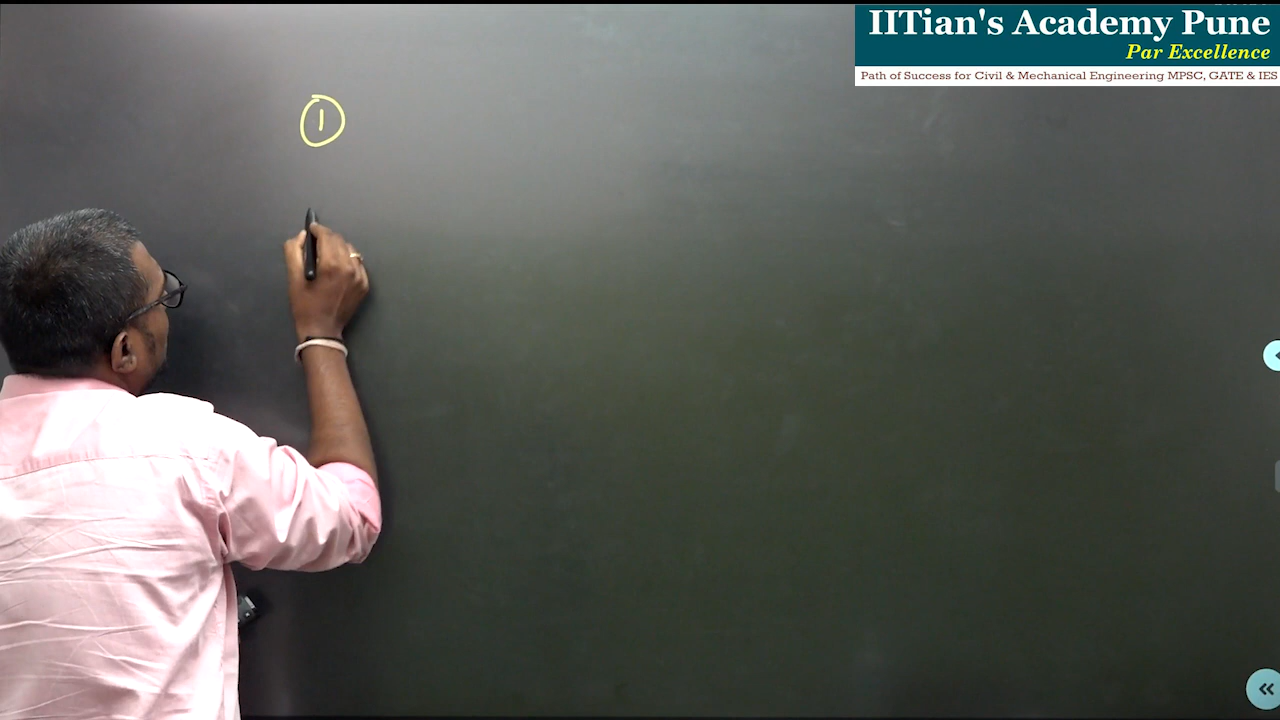 IITian's Academy Pune
Par Excellence
Path of Success for Civil & Mechanical Engineering MPSC, GATE & IES
1